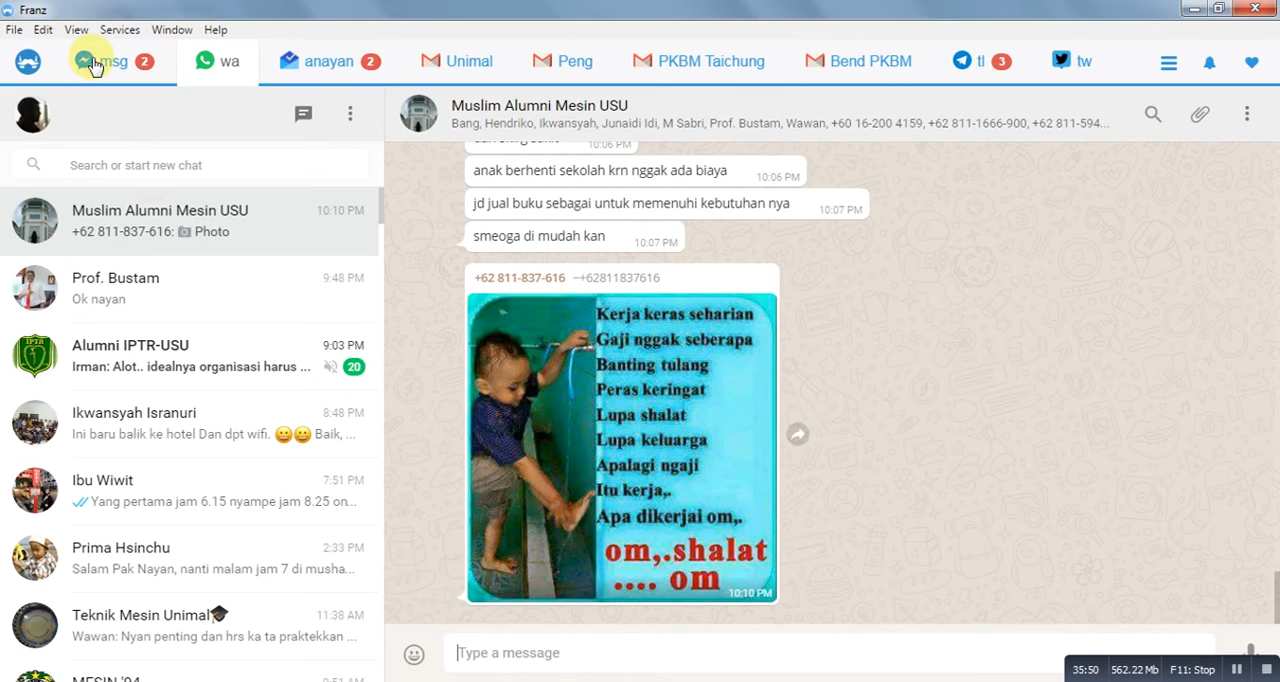 Franz
File Edit View Services Window Help
msg 2 wa anayan 2 Unimal Peng PKBM Taichung Bend PKBM tl 3 tw
Search or start new chat
Muslim Alumni Mesin USU 10:10 PM
+62 811-837-616: Photo
Prof. Bustam 9:48 PM
Ok nayan
Alumni IPTR-USU 9:03 PM
Irman: Alot.. idealnya organisasi harus ... 20
Ikwansyah Isranuri 8:48 PM
Ini baru balik ke hotel Dan dpt wifi. 😀😀 Baik, ...
Ibu Wiwit 7:51 PM
Yang pertama jam 6.15 nyampe jam 8.25 on...
Prima Hsinchu 2:33 PM
Salam Pak Nayan, nanti malam jam 7 di musha...
Teknik Mesin Unimal🎓 11:38 AM
Wawan: Nyan penting dan hrs ka ta praktekkan ...
Muslim Alumni Mesin USU
Bang, Hendriko, Ikwansyah, Junaidi Idi, M Sabri, Prof. Bustam, Wawan, +60 16-200 4159, +62 811-1666-900, +62 811-594...
10:06 PM
anak berhenti sekolah krn nggak ada biaya 10:06 PM
jd jual buku sebagai untuk memenuhi kebutuhan nya 10:07 PM
smeoga di mudah kan 10:07 PM
+62 811-837-616 ~+62811837616
Kerja keras seharian
Gaji nggak seberapa
Banting tulang
Peras keringat
Lupa shalat
Lupa keluarga
Apalagi ngaji
Itu kerja,.
Apa dikerjai om,.
om,.shalat
.... om
10:10 PM
Type a message
35:50 562.22 Mb F11: Stop